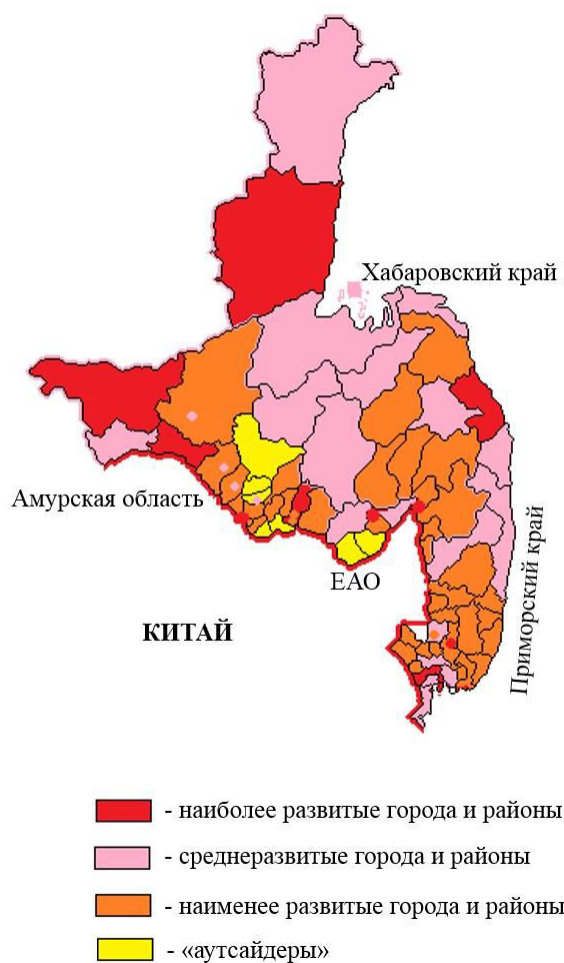 Хабаровский край
Амурская область
ЕАО
КИТАЙ
Приморский край
- наиболее развитые города и районы
- среднеразвитые города и районы
- наименее развитые города и районы
- «аутсайдеры»